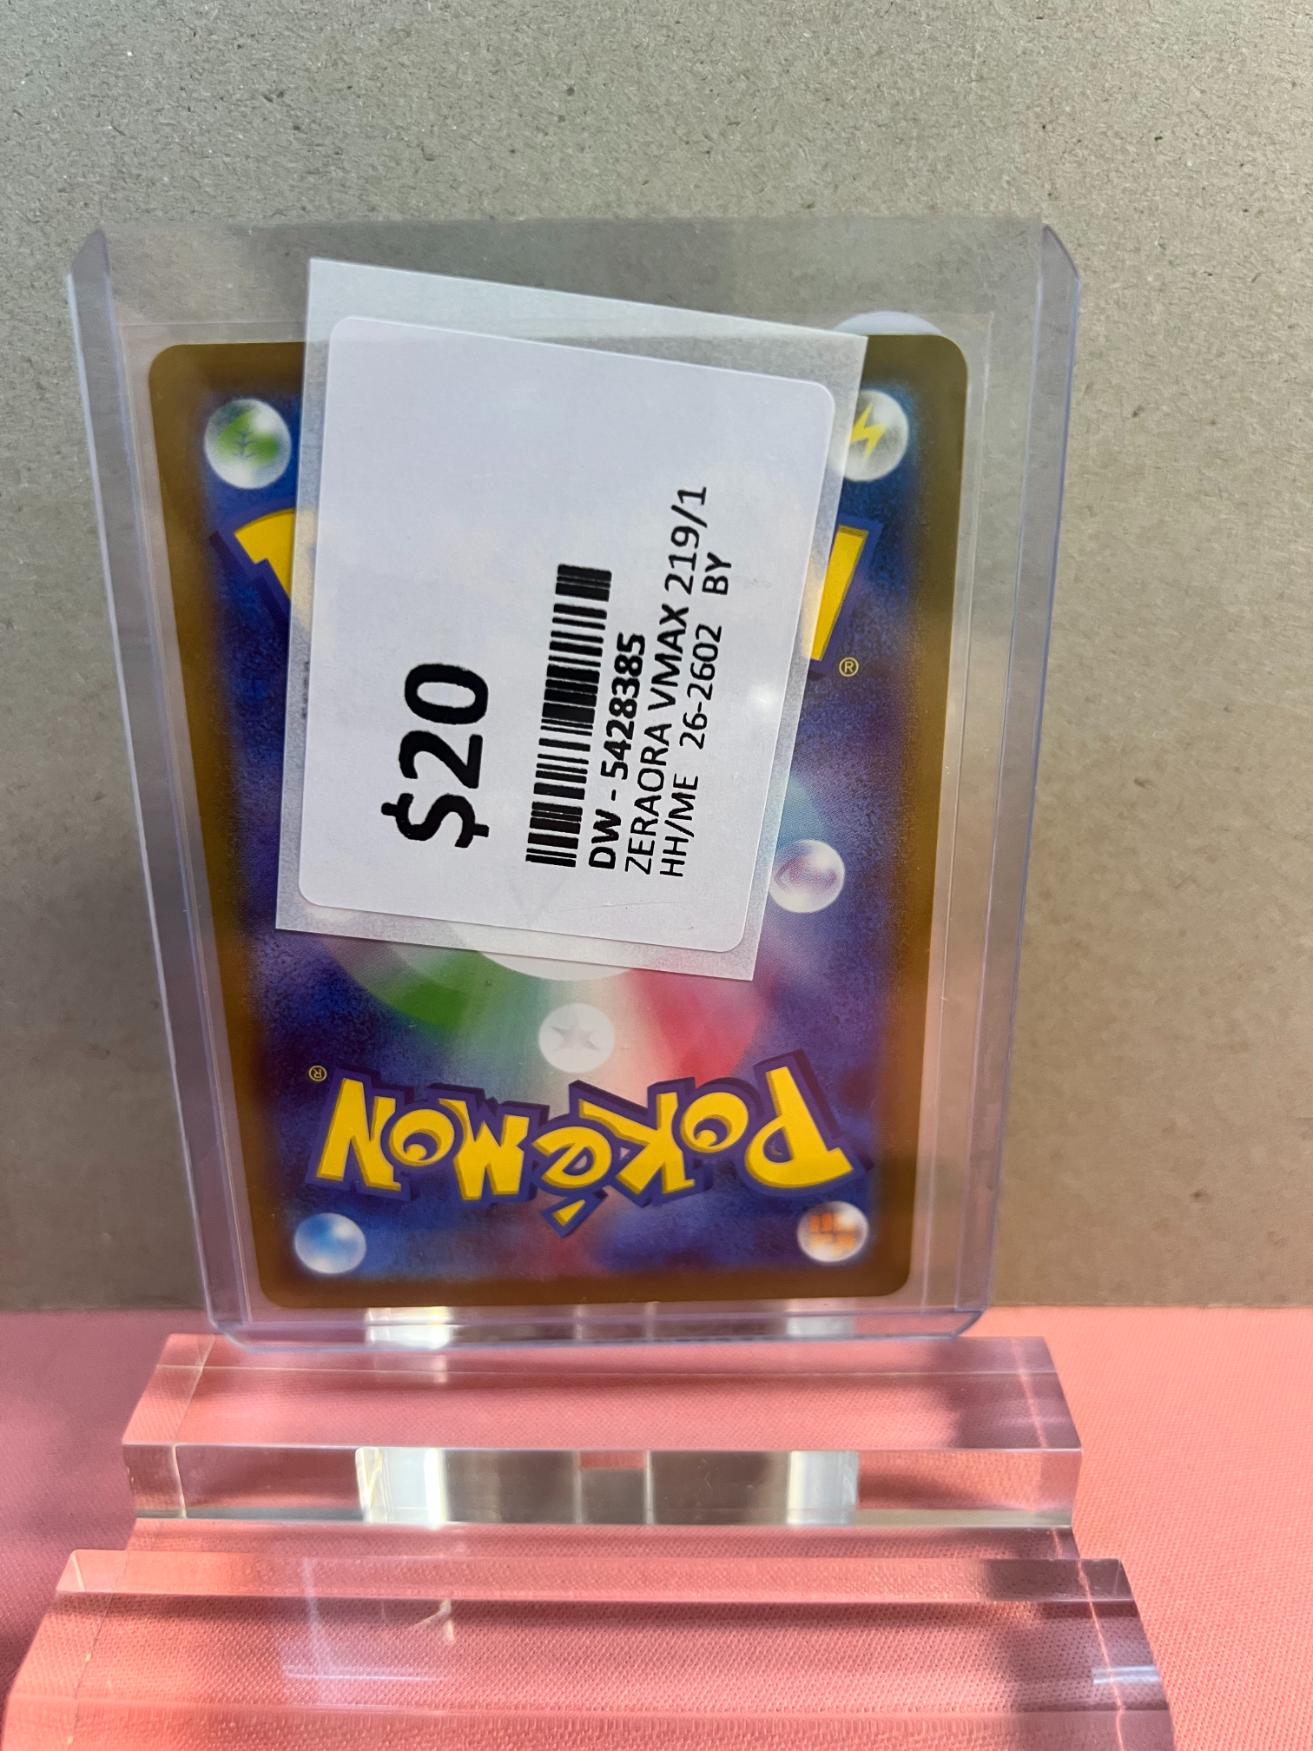 $20
DW - 5428385
ZERAORA VMAX 219/1
HH/ME 26-2602 BY
®
POKéMON
®